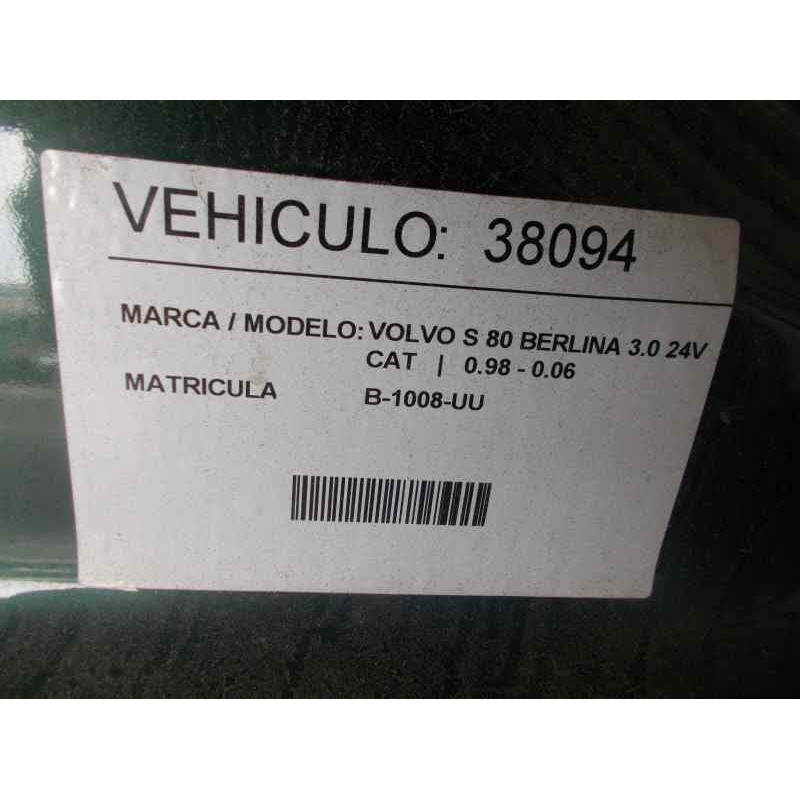 VEHICULO: 38094
MARCA / MODELO: VOLVO S 80 BERLINA 3.0 24V
CAT | 0.98 - 0.06
MATRICULA B-1008-UU